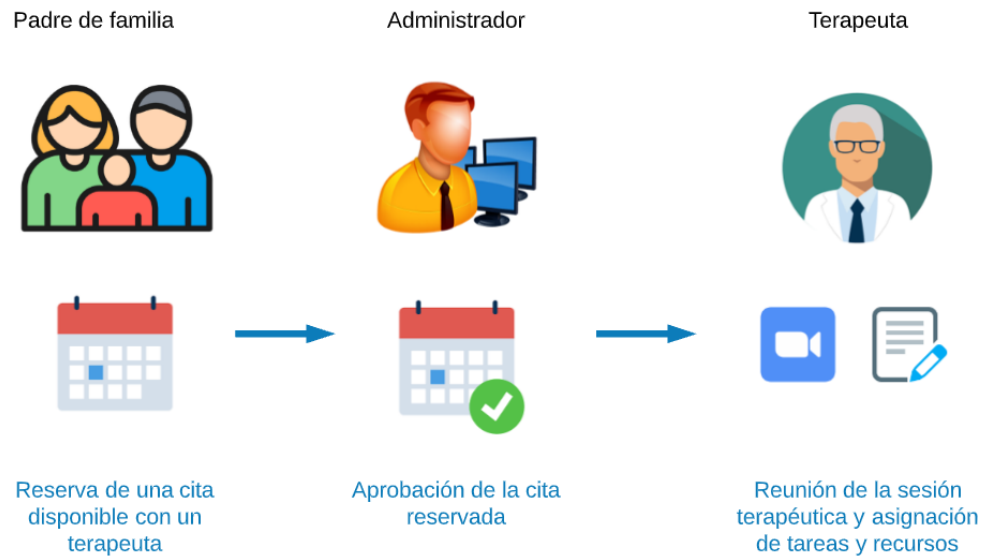 Padre de familia
Administrador
Terapeuta
Reserva de una cita
disponible con un
terapeuta
Aprobación de la cita
reservada
Reunión de la sesión
terapéutica y asignación
de tareas y recursos